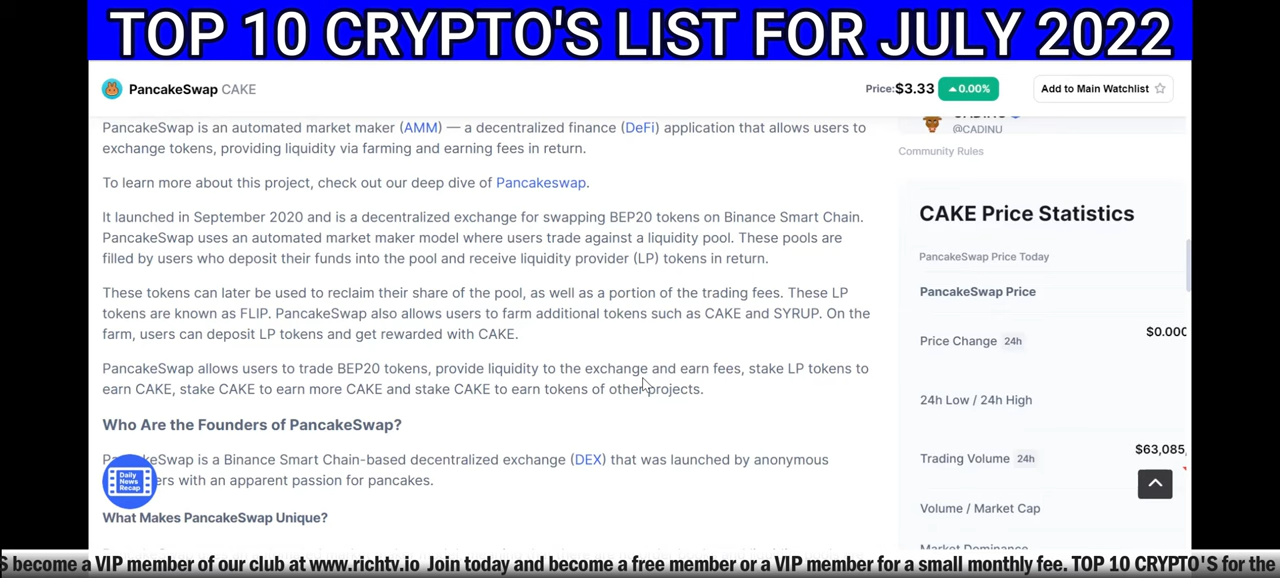 TOP 10 CRYPTO'S LIST FOR JULY 2022
PancakeSwap CAKE
Price:$3.33 0.00%
Add to Main Watchlist
PancakeSwap is an automated market maker (AMM) — a decentralized finance (DeFi) application that allows users to
exchange tokens, providing liquidity via farming and earning fees in return.
To learn more about this project, check out our deep dive of Pancakeswap.
It launched in September 2020 and is a decentralized exchange for swapping BEP20 tokens on Binance Smart Chain.
PancakeSwap uses an automated market maker model where users trade against a liquidity pool. These pools are
filled by users who deposit their funds into the pool and receive liquidity provider (LP) tokens in return.
These tokens can later be used to reclaim their share of the pool, as well as a portion of the trading fees. These LP
tokens are known as FLIP. PancakeSwap also allows users to farm additional tokens such as CAKE and SYRUP. On the
farm, users can deposit LP tokens and get rewarded with CAKE.
PancakeSwap allows users to trade BEP20 tokens, provide liquidity to the exchange and earn fees, stake LP tokens to
earn CAKE, stake CAKE to earn more CAKE and stake CAKE to earn tokens of other projects.
Who Are the Founders of PancakeSwap?
PancakeSwap is a Binance Smart Chain-based decentralized exchange (DEX) that was launched by anonymous
ers with an apparent passion for pancakes.
What Makes PancakeSwap Unique?
Daily
News
Recap
@CADINU
Community Rules
CAKE Price Statistics
PancakeSwap Price Today
PancakeSwap Price
Price Change 24h
$0.000
24h Low / 24h High
Trading Volume 24h
$63,085,
Volume / Market Cap
Market Dominance
S become a VIP member of our club at www.richtv.io Join today and become a free member or a VIP member for a small monthly fee. TOP 10 CRYPTO'S for the